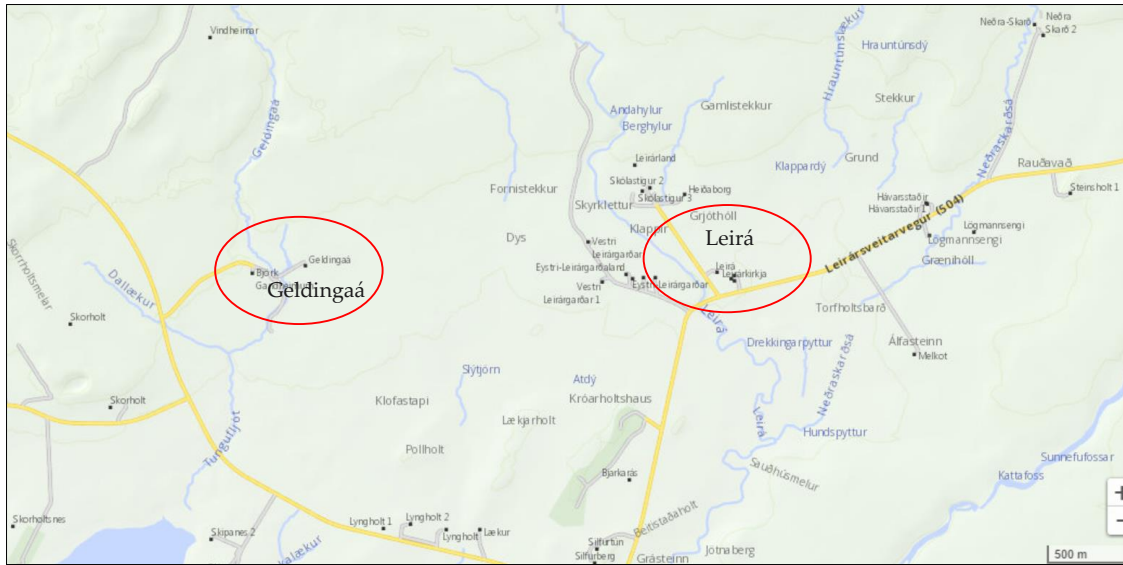 Vindheimar
Neðra-Skarð
Neðra
Skarð 2
Hrauntúnslækur
Hrauntúnsdý
Stekkur
Gamlistekkur
Andahylur
Berghylur
Geldingaá
Neðraskarðsá
Leirárland
Klappardý
Grund
Rauðavað
Fornistekkur
Skólastígur 2
Skólastígur 3
Heiðaborg
Steinsholt 1
Skyrklettur
Grjóthóll
Hávarsstaðir
Hávarsstaðir 1
Klappir
Leirá
Dys
Vestri
Leirárgarðar
Leirársveitarvegur (504)
Lögmannsengi
Lögmannsengi
Skorholtsmelar
Dallækur
Björk
Geldingaá
Geldingaá
Eystri-Leirárgarðaland
Eystri-Leirárgarðar
Leirá
Leirárkirkja
Grænihóll
Vestri
Leirárgarðar 1
Torfholtsbarð
Leirá
Skorholt
Drekkingarpyttur
Álfasteinn
Melkot
Slýtjörn
Atdý
Neðraskarðsá
Klofastapi
Króarholtshaus
Skorholt
Lækjarholt
Leirá
Hundspyttur
Tungufljót
Pollholt
Sunnefufossar
Bjarkarás
Sauðhúsmelur
Kattafoss
Skorholtsnes
Skipanes 2
Lyngholt 1
Lyngholt 2
Lyngholt
Lækur
Beitistaðaholt
+
−
Silfurtún
Silfurberg
Grásteinn
Jötnaberg
500 m